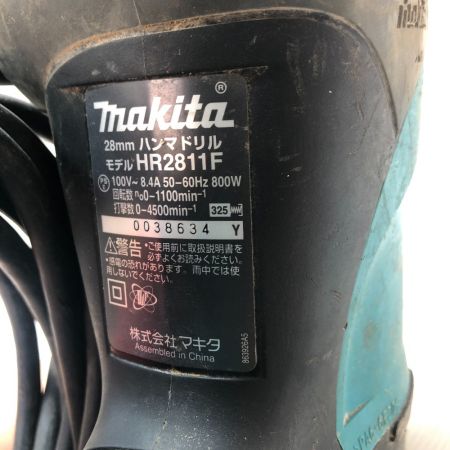 makita®
28mm ハンマドリル
モデル HR2811F
100V~ 8.4A 50-60Hz 800W
回転数 n₀0-1100min⁻¹
打撃数 0-4500min⁻¹ 325
0038634 Y
⚠警告 ・ご使用前に取扱説明書を
必ずよくお読みください。
・感電の恐れがあります。雨中では使
用しないでください。
株式会社マキタ
Assembled in China
863926A5